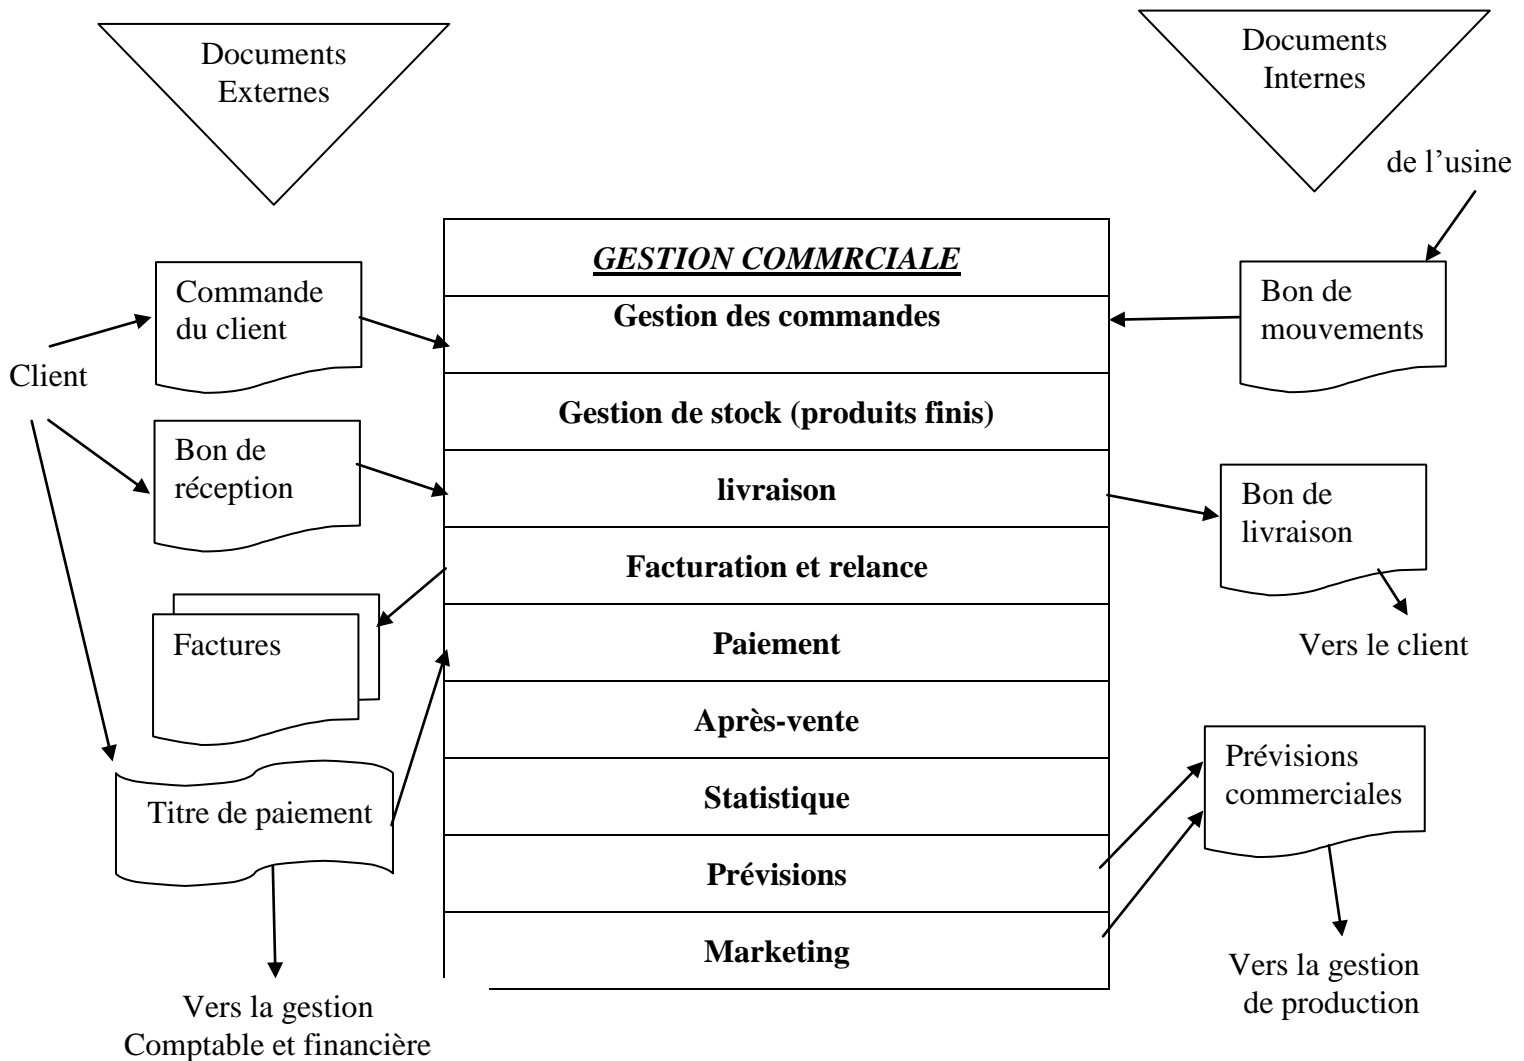 Documents
Externes
Documents
Internes
de l’usine
GESTION COMMRCIALE
Commande
du client
Gestion des commandes
Bon de
mouvements
Client
Gestion de stock (produits finis)
Bon de
réception
livraison
Bon de
livraison
Facturation et relance
Factures
Paiement
Vers le client
Après-vente
Titre de paiement
Statistique
Prévisions
commerciales
Prévisions
Marketing
Vers la gestion
Comptable et financière
Vers la gestion
de production